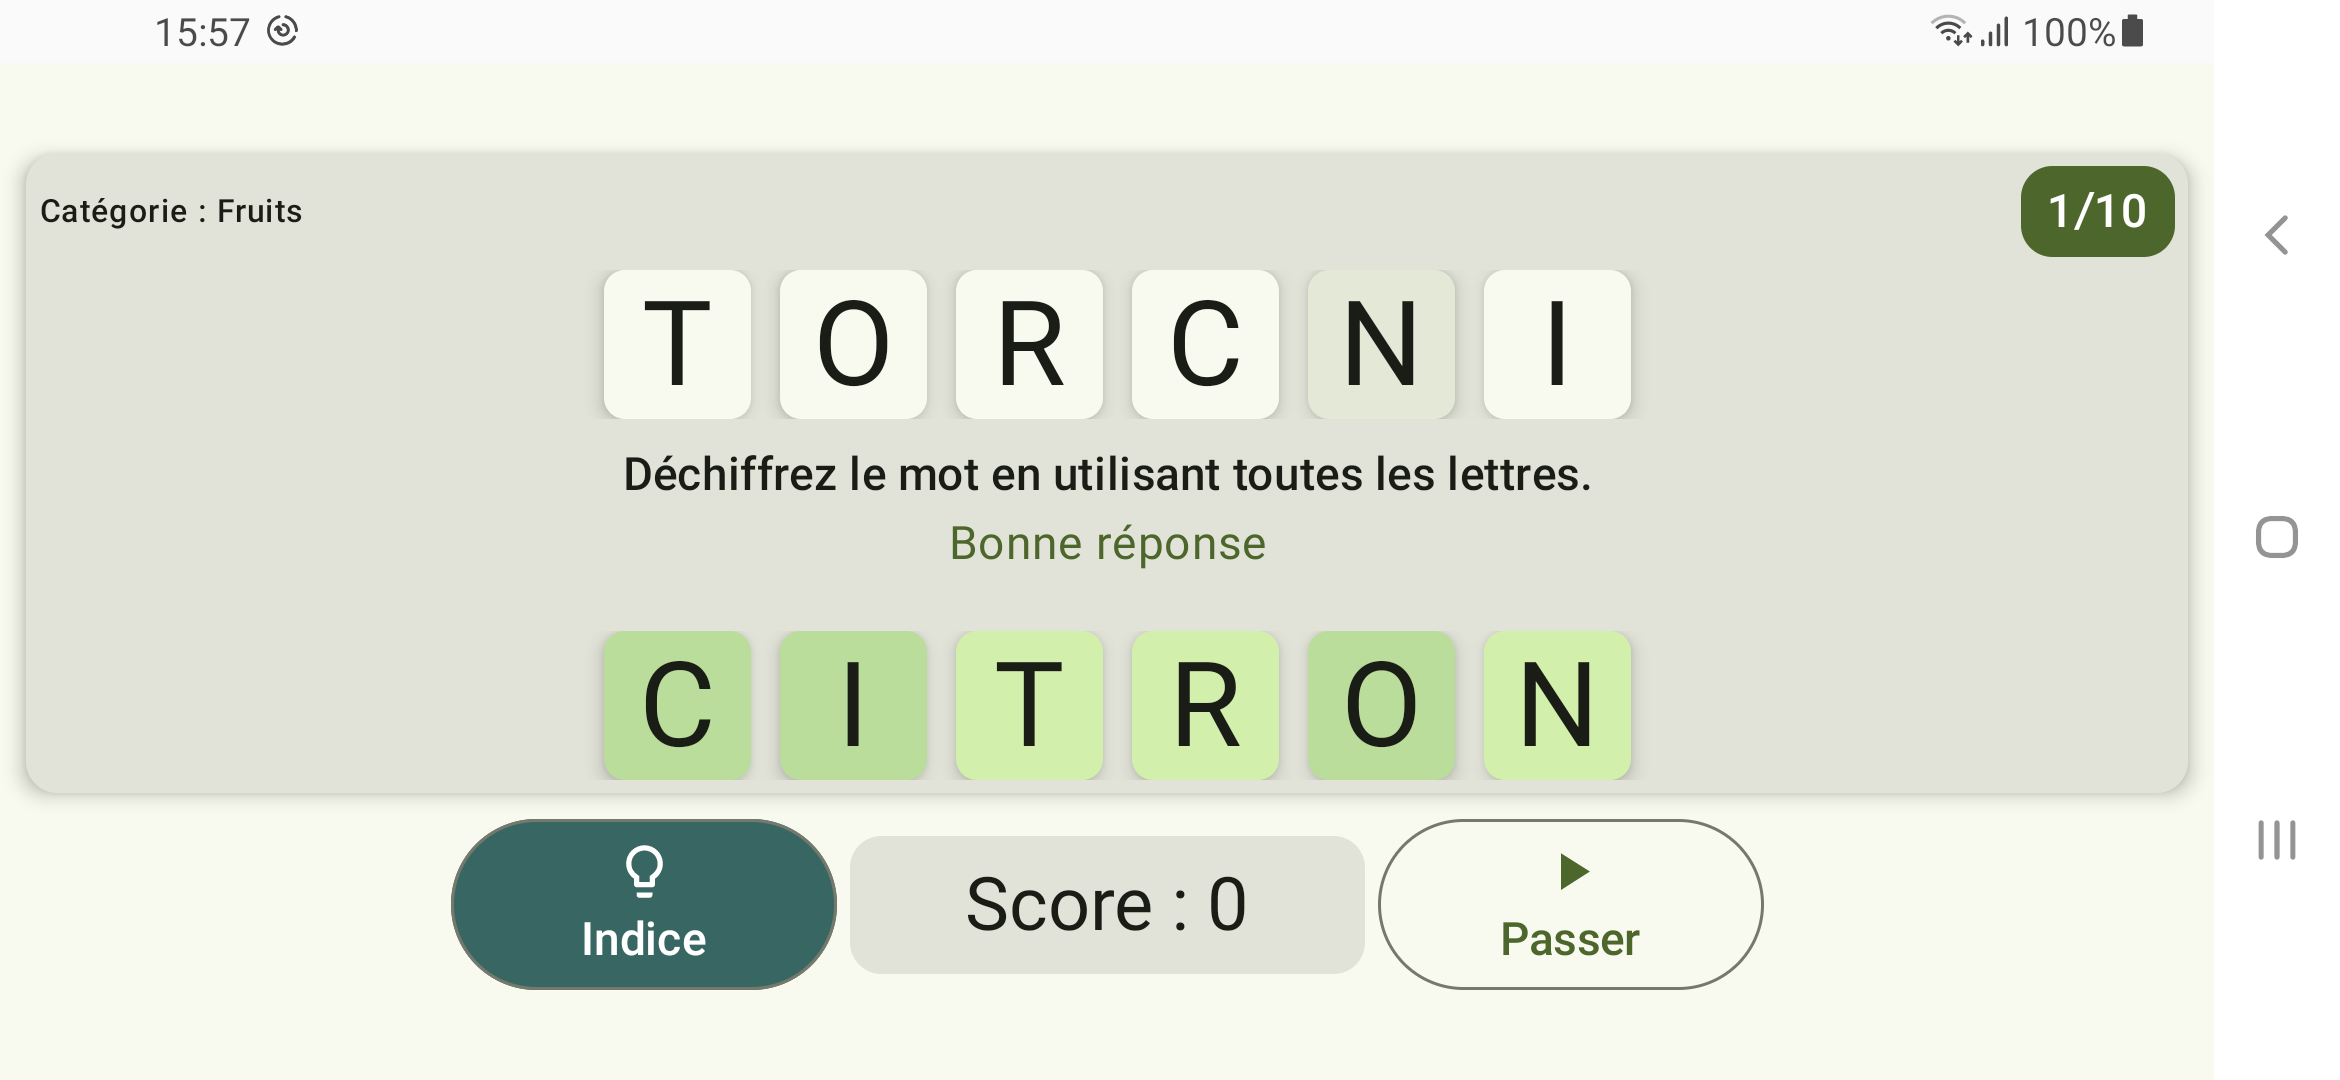 15:57 100%
Catégorie : Fruits 1/10
T O R C N I
Déchiffrez le mot en utilisant toutes les lettres.
Bonne réponse
C I T R O N
Indice Score : 0 Passer